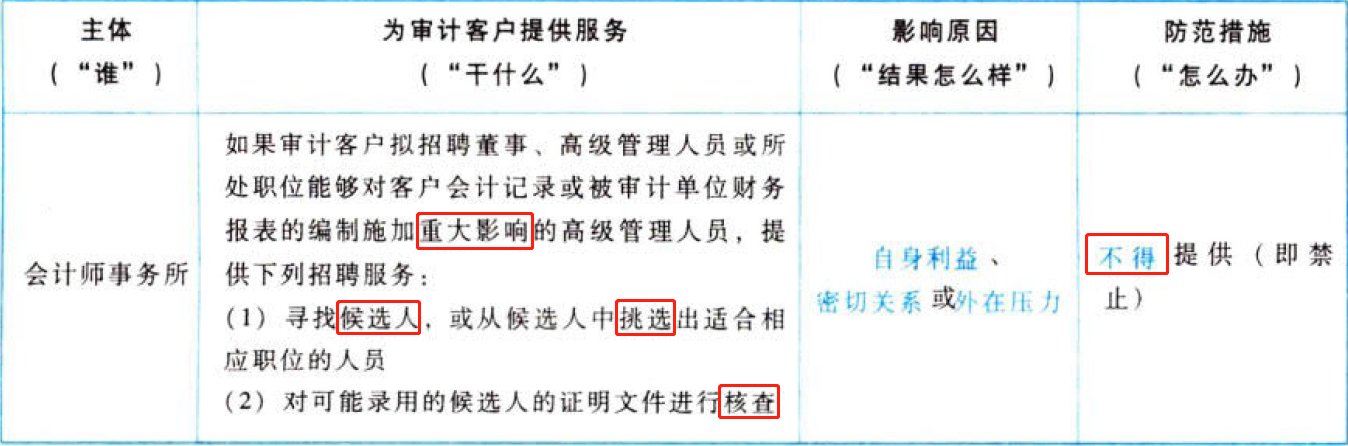 主体
(“谁”)
为审计客户提供服务
(“干什么”)
影响原因
(“结果怎么样”)
防范措施
(“怎么办”)
会计师事务所
如果审计客户拟招聘董事、高级管理人员或所
处职位能够对客户会计记录或被审计单位财务
报表的编制施加重大影响的高级管理人员，提
供下列招聘服务：
(1) 寻找候选人，或从候选人中挑选出适合相
应职位的人员
(2) 对可能录用的候选人的证明文件进行核查
自身利益、
密切关系或外在压力
不得提供（即禁
止）